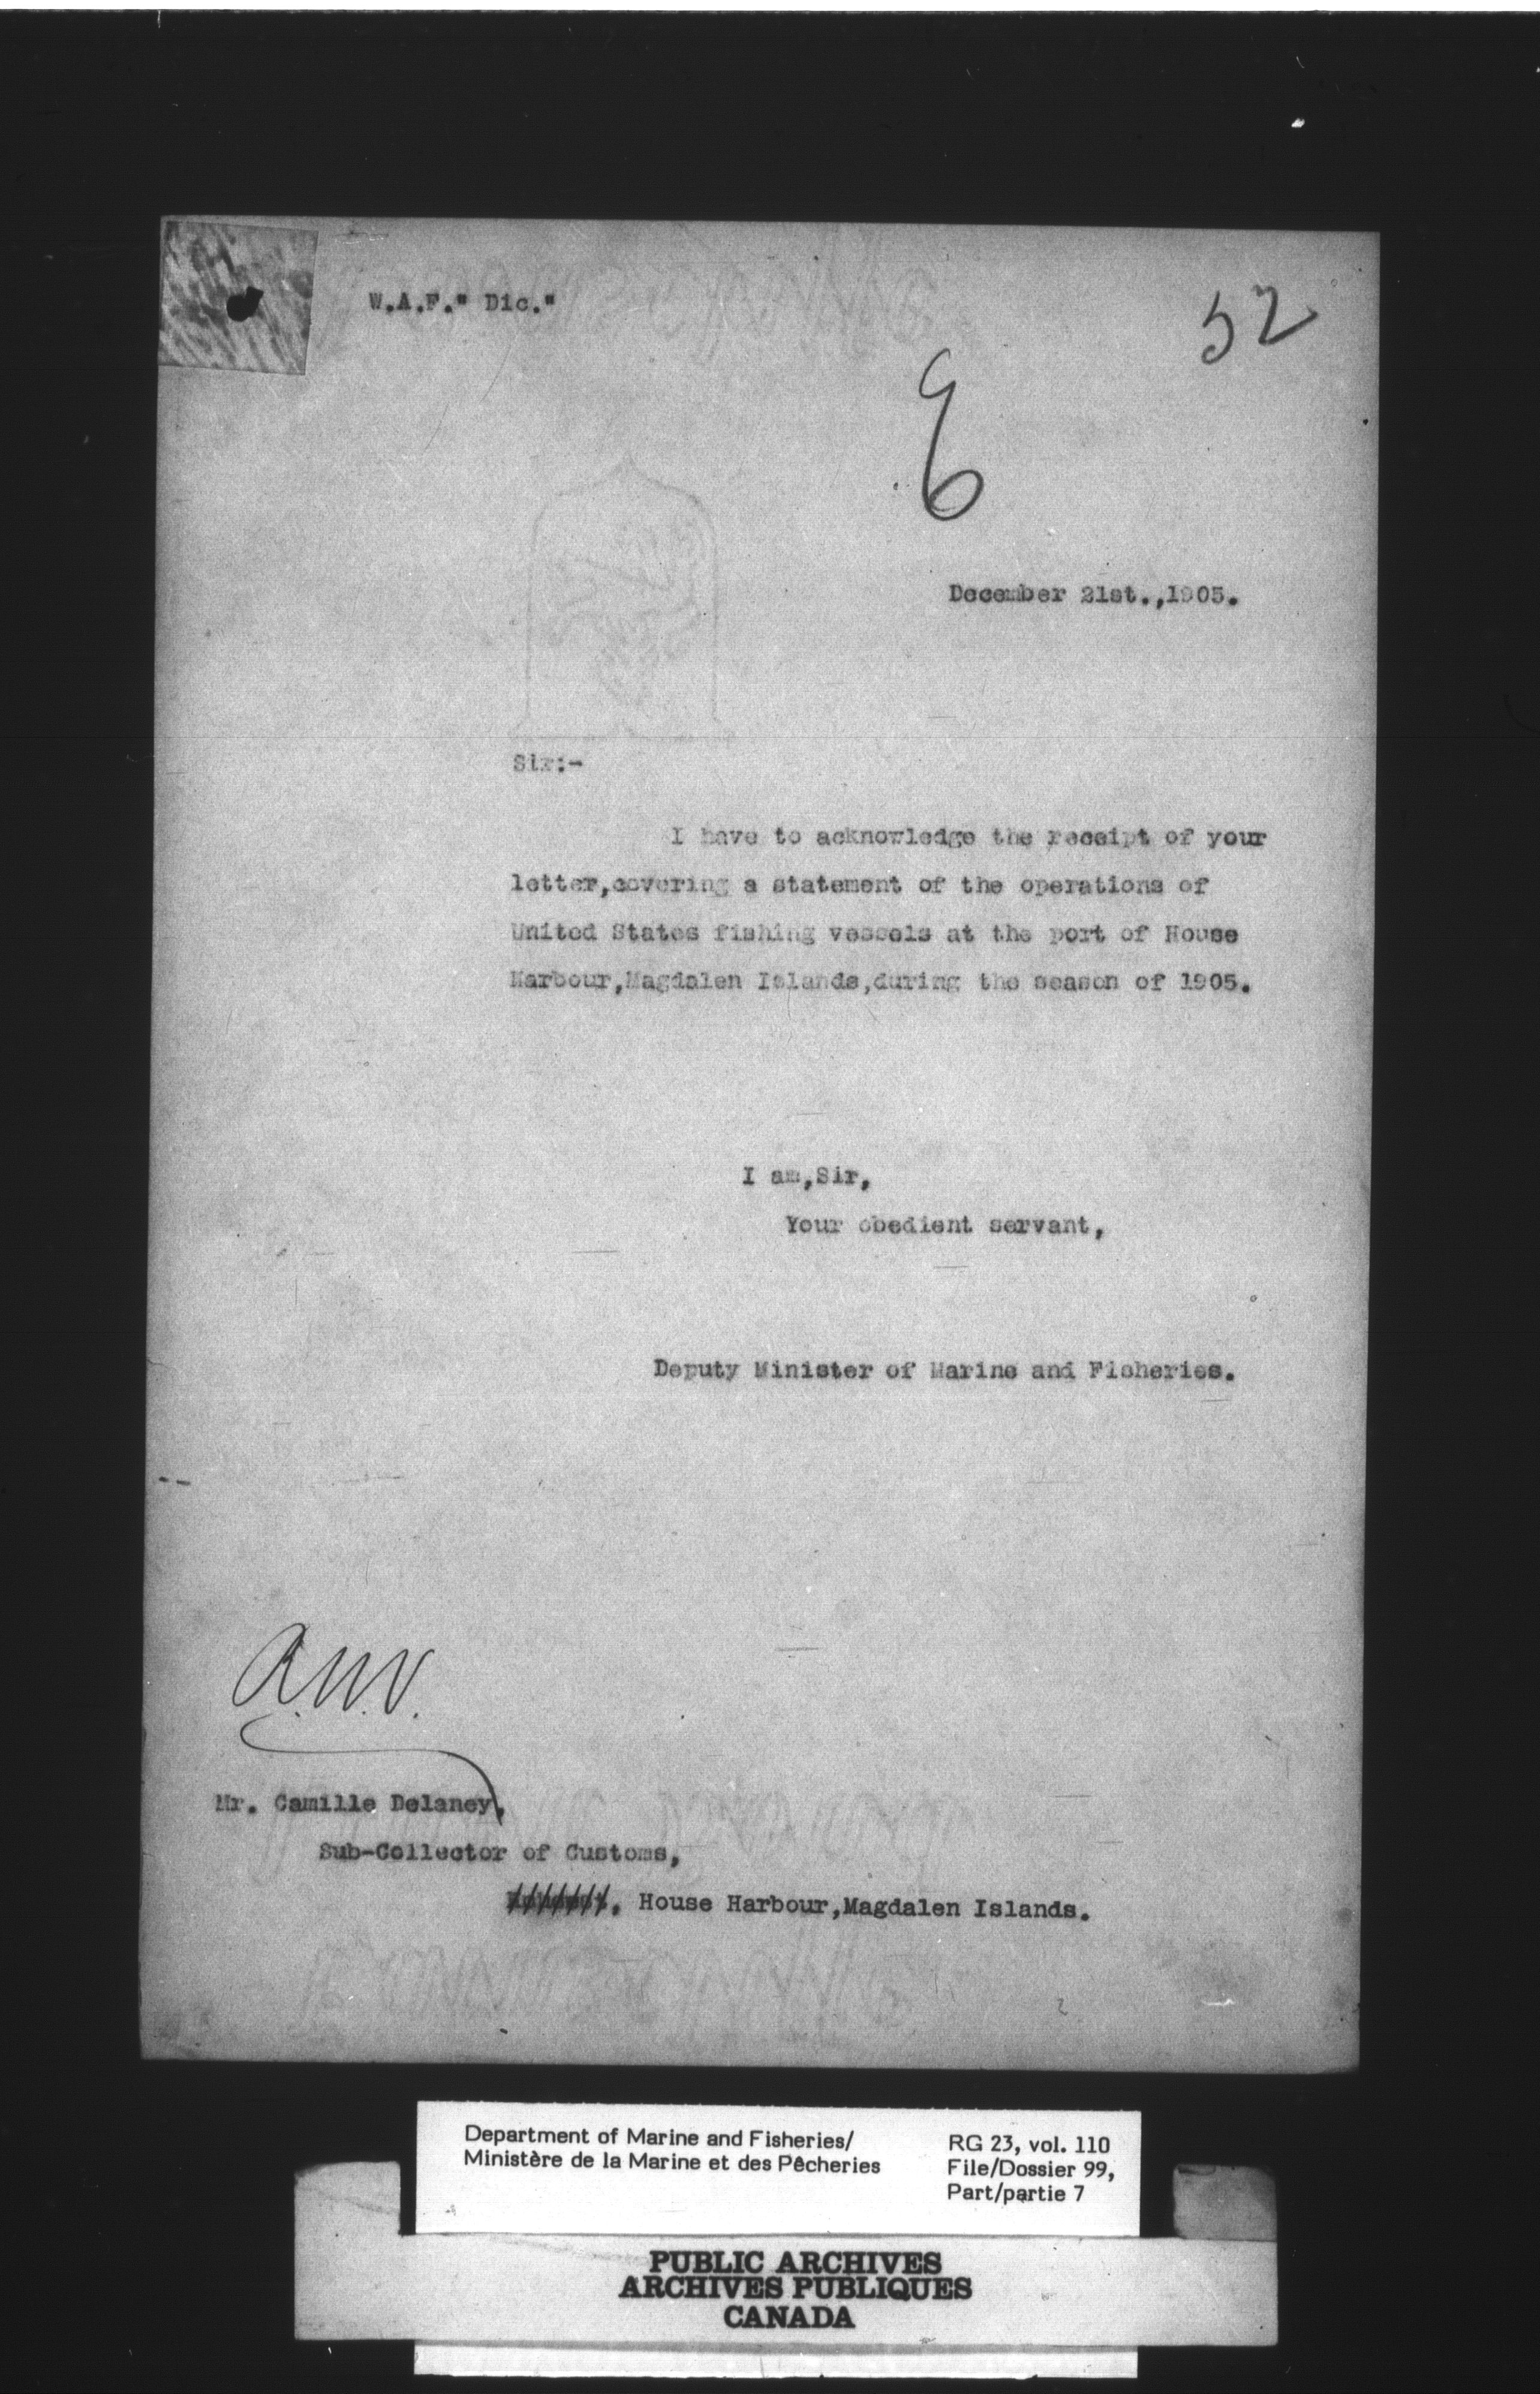 W.A.F." Dic."
52
December 21st.,1905.
Sir:-
I have to acknowledge the receipt of your
letter,covering a statement of the operations of
United States fishing vessels at the port of House
Harbour,Magdalen Islands,during the season of 1905.
I am,Sir,
Your obedient servant,
Deputy Minister of Marine and Fisheries.
Mr. Camille Delaney,
Sub-Collector of Customs,
House Harbour,Magdalen Islands.
Department of Marine and Fisheries/
Ministère de la Marine et des Pêcheries
RG 23, vol. 110
File/Dossier 99,
Part/partie 7
PUBLIC ARCHIVES
ARCHIVES PUBLIQUES
CANADA